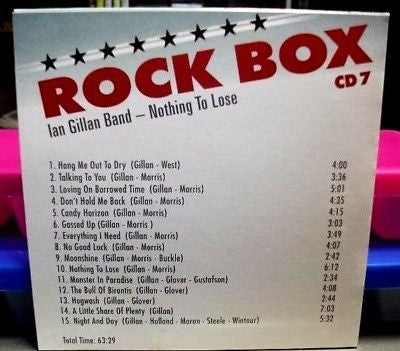 ROCK BOX
CD 7
Ian Gillan Band – Nothing To Lose
1. Hang Me Out To Dry (Gillan - West) 4:00
2. Talking To You (Gillan - Morris) 3:36
3. Loving On Borrowed Time (Gillan - Morris) 5:01
4. Don't Hold Me Back (Gillan - Morris) 4:35
5. Candy Horizon (Gillan - Morris) 4:15
6. Gassed Up (Gillan - Morris ) 3:03
7. Everything I Need (Gillan - Morris) 3:49
8. No Good Luck (Gillan - Morris) 4:07
9. Moonshine (Gillan - Morris - Buckle) 2:42
10. Nothing To Lose (Gillan - Morris) 6:12
11. Monster In Paradise (Gillan - Glover - Gustafson) 2:34
12. The Bull Of Birantis (Gillan - Glover) 4:08
13. Hogwash (Gillan - Glover) 2:44
14. A Little Share Of Plenty (Gillan) 3:03
15. Night And Day (Gillan - Holland - Moran - Steele - Wintour) 5:32
Total Time: 63:29